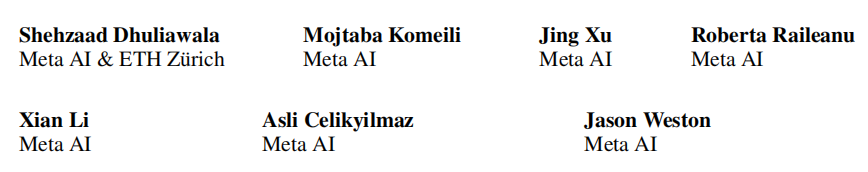 Shehzaad Dhuliawala Mojtaba Komeili Jing Xu Roberta Raileanu
Meta AI & ETH Zürich Meta AI Meta AI Meta AI
Xian Li Asli Celikyilmaz Jason Weston
Meta AI Meta AI Meta AI